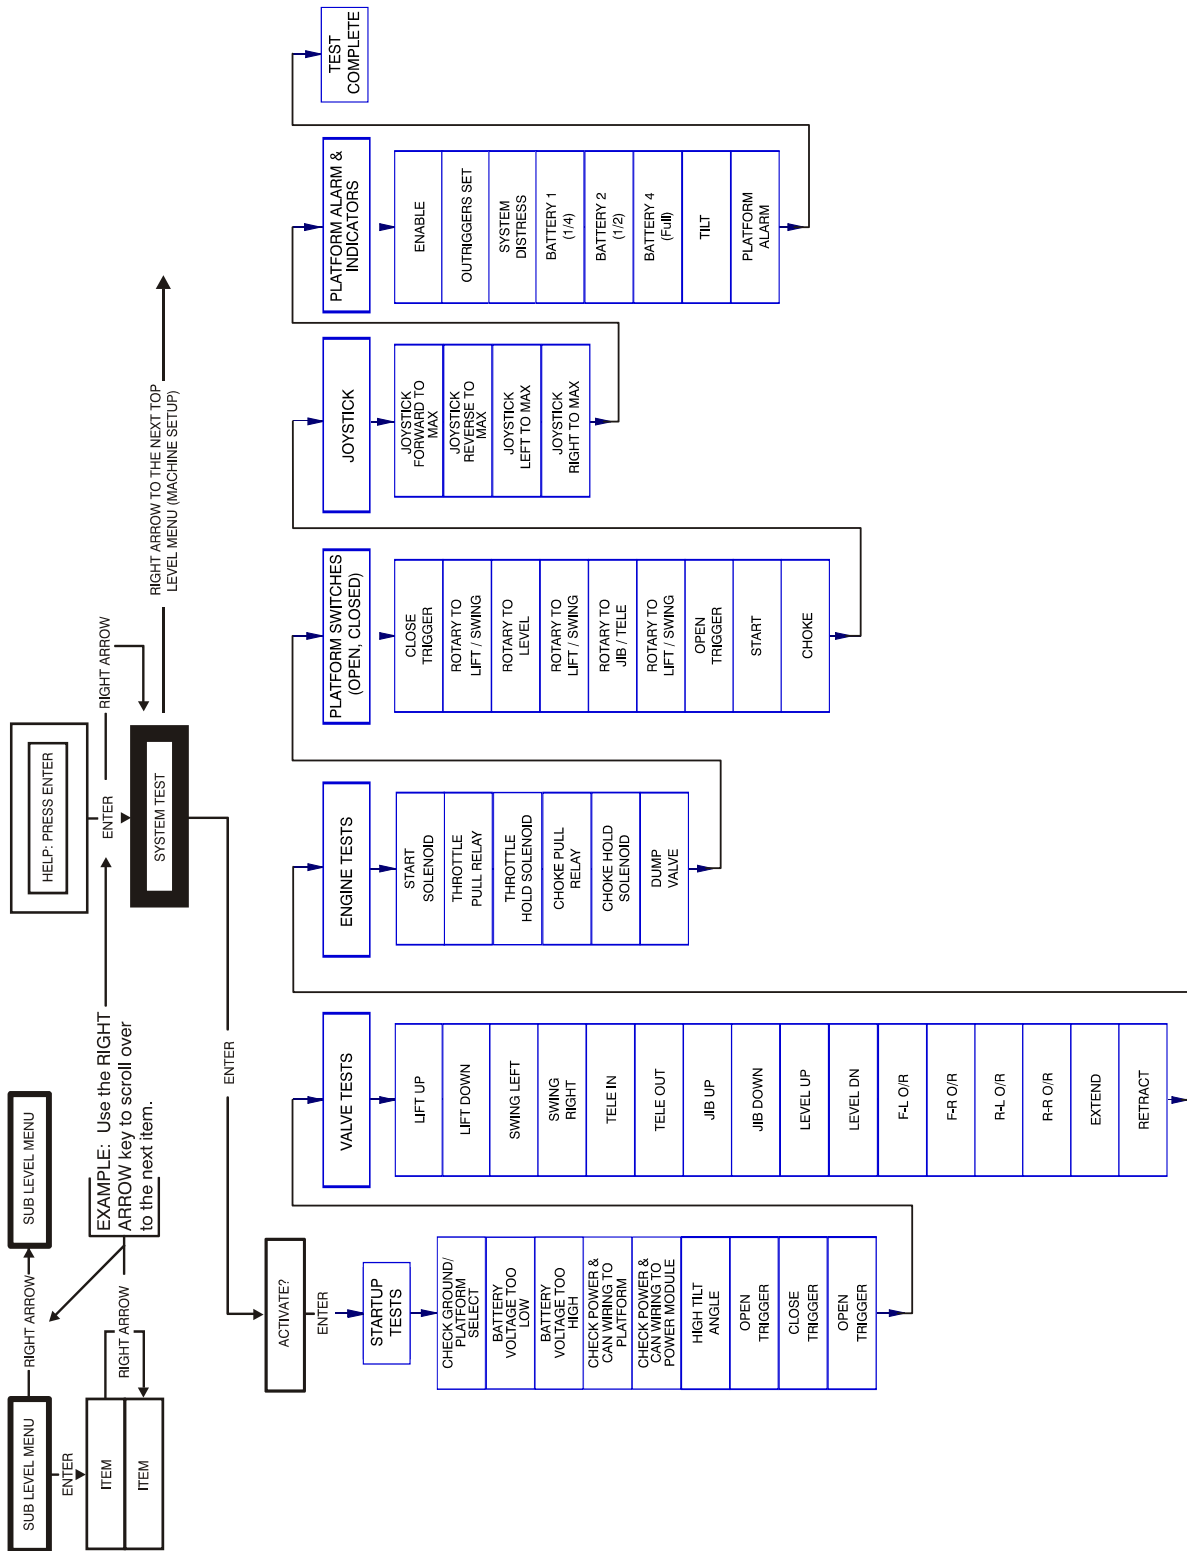 SUB LEVEL MENU
RIGHT ARROW
SUB LEVEL MENU
ENTER
ITEM
ITEM
RIGHT ARROW
EXAMPLE: Use the RIGHT
ARROW key to scroll over
to the next item.
HELP: PRESS ENTER
ENTER
RIGHT ARROW
SYSTEM TEST
RIGHT ARROW TO THE NEXT TOP
LEVEL MENU (MACHINE SETUP)
ENTER
ACTIVATE?
ENTER
STARTUP
TESTS
CHECK GROUND/
PLATFORM
SELECT
BATTERY
VOLTAGE TOO
LOW
BATTERY
VOLTAGE TOO
HIGH
CHECK POWER &
CAN WIRING TO
PLATFORM
CHECK POWER &
CAN WIRING TO
POWER MODULE
HIGH TILT
ANGLE
OPEN
TRIGGER
CLOSE
TRIGGER
OPEN
TRIGGER
VALVE TESTS
LIFT UP
LIFT DOWN
SWING LEFT
SWING
RIGHT
TELE IN
TELE OUT
JIB UP
JIB DOWN
LEVEL UP
LEVEL DN
F-L O/R
F-R O/R
R-L O/R
R-R O/R
EXTEND
RETRACT
ENGINE TESTS
START
SOLENOID
THROTTLE
PULL RELAY
THROTTLE
HOLD SOLENOID
CHOKE PULL
RELAY
CHOKE HOLD
SOLENOID
DUMP
VALVE
PLATFORM SWITCHES
(OPEN, CLOSED)
CLOSE
TRIGGER
ROTARY TO
LIFT / SWING
ROTARY TO
LEVEL
ROTARY TO
LIFT / SWING
ROTARY TO
JIB / TELE
ROTARY TO
LIFT / SWING
OPEN
TRIGGER
START
CHOKE
JOYSTICK
JOYSTICK
FORWARD TO
MAX
JOYSTICK
REVERSE TO
MAX
JOYSTICK
LEFT TO MAX
JOYSTICK
RIGHT TO MAX
PLATFORM ALARM &
INDICATORS
ENABLE
OUTRIGGERS SET
SYSTEM
DISTRESS
BATTERY 1
(1/4)
BATTERY 2
(1/2)
BATTERY 4
(Full)
TILT
PLATFORM
ALARM
TEST
COMPLETE